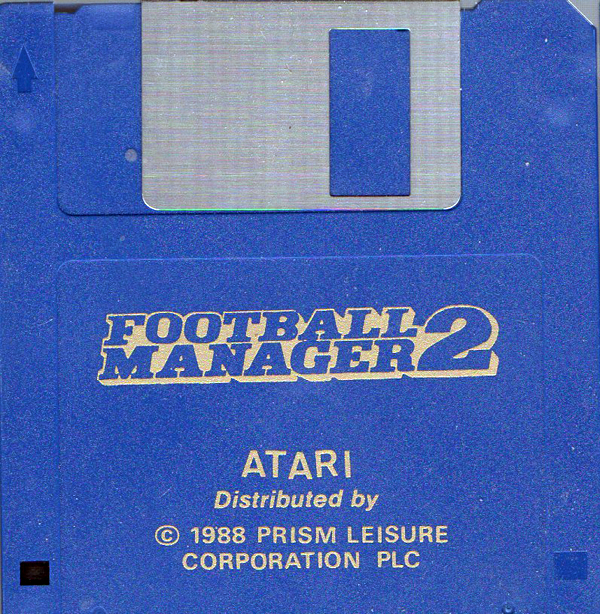 FOOTBALL
MANAGER 2
ATARI
Distributed by
© 1988 PRISM LEISURE
CORPORATION PLC